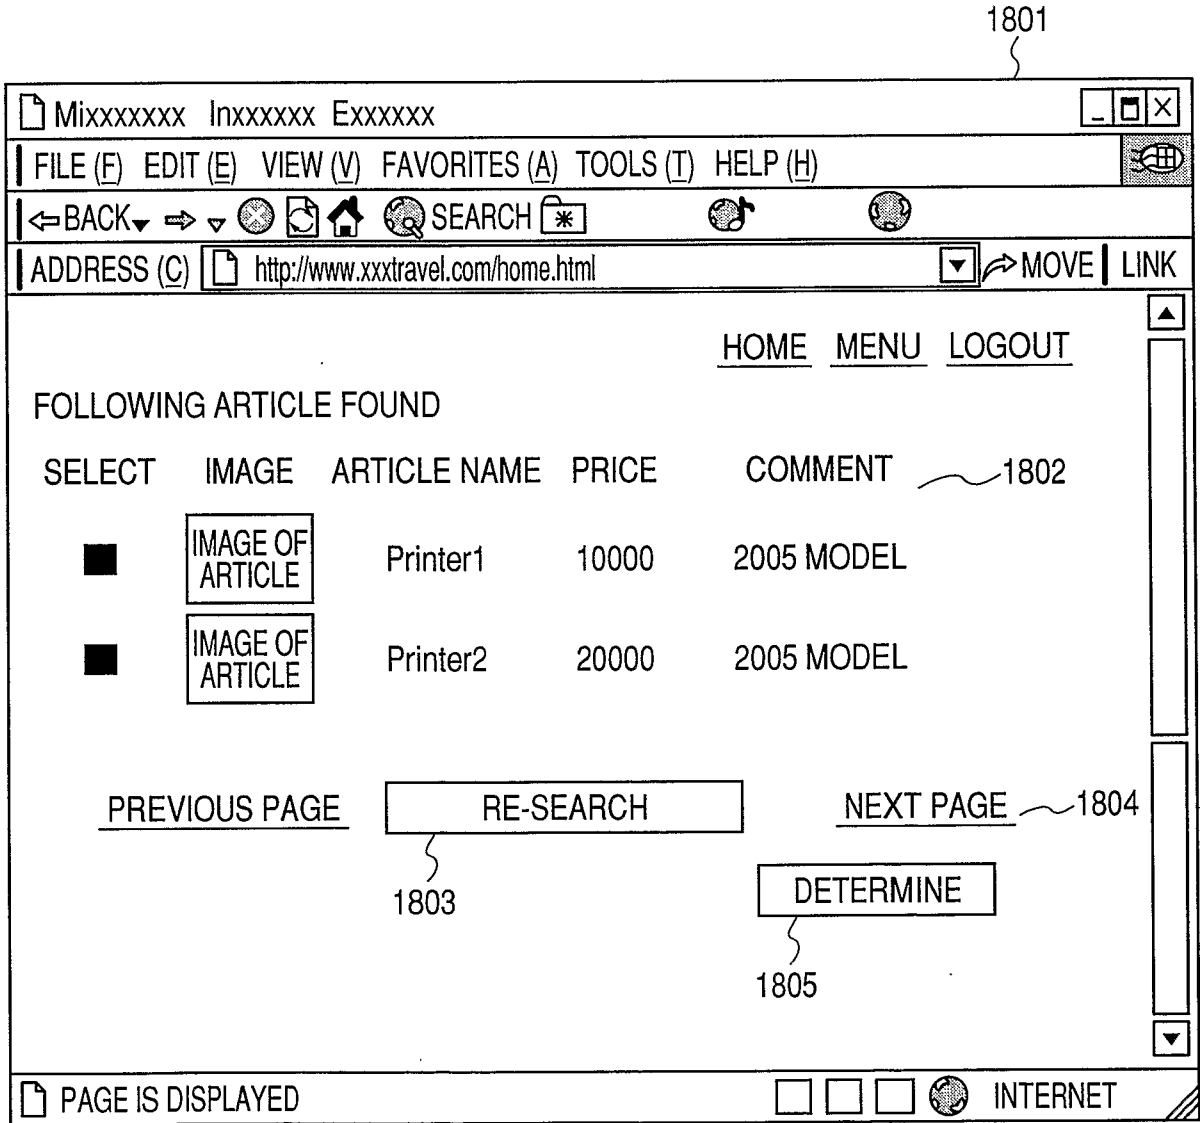 1801
Mixxxxxxx Inxxxxxx Exxxxxx
FILE (F) EDIT (E) VIEW (V) FAVORITES (A) TOOLS (T) HELP (H)
BACK SEARCH
ADDRESS (C) http://www.xxxtravel.com/home.html MOVE LINK
HOME MENU LOGOUT
FOLLOWING ARTICLE FOUND
SELECT IMAGE ARTICLE NAME PRICE COMMENT 1802
IMAGE OF
ARTICLE Printer1 10000 2005 MODEL
IMAGE OF
ARTICLE Printer2 20000 2005 MODEL
PREVIOUS PAGE RE-SEARCH NEXT PAGE 1804
1803
DETERMINE
1805
PAGE IS DISPLAYED INTERNET